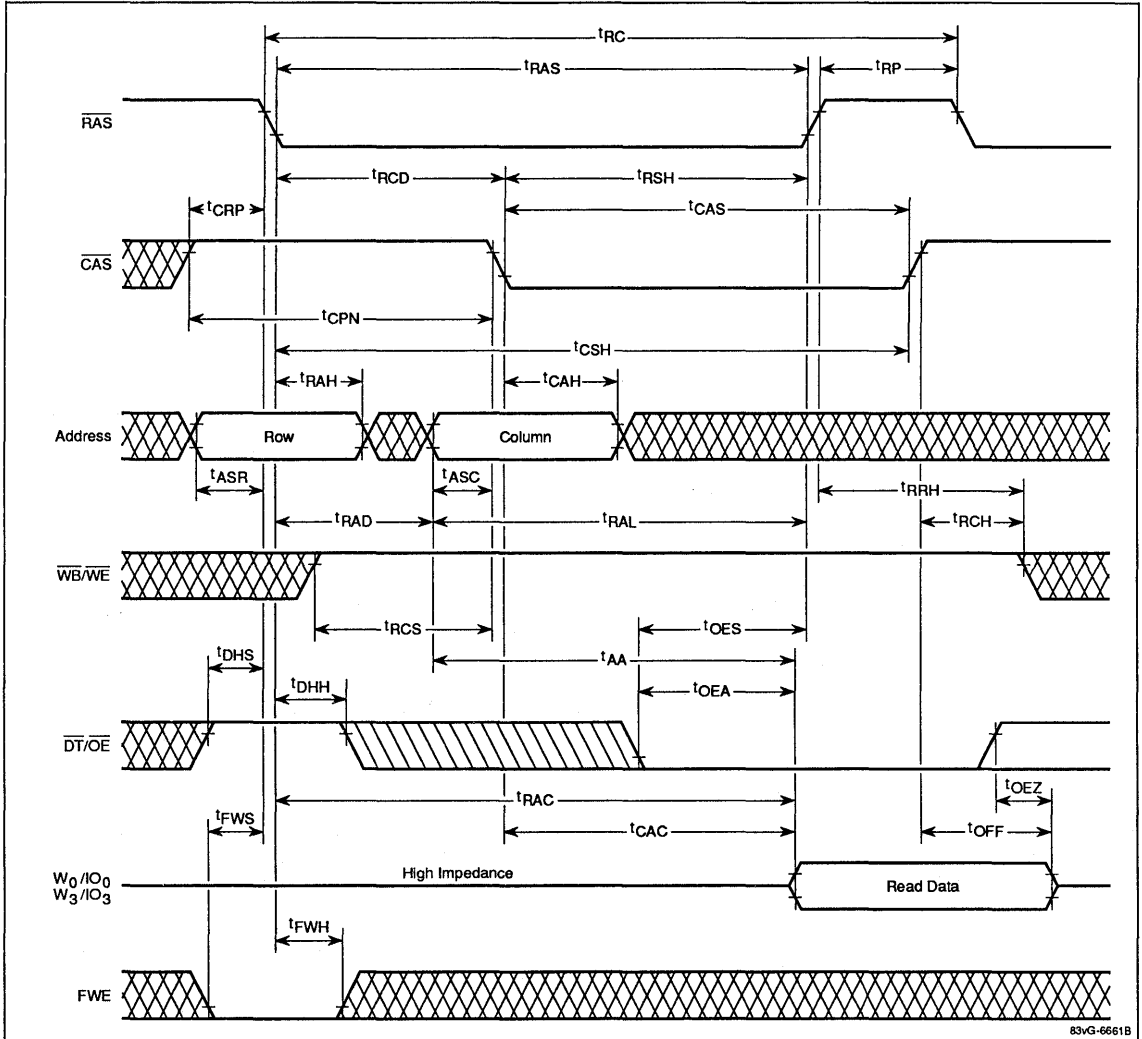 tRC
tRAS
tRP
RAS
tRCD
tRSH
tCRP
tCAS
CAS
tCPN
tCSH
tRAH
tCAH
Address
Row
Column
tASR
tASC
tRRH
tRAD
tRAL
tRCH
WB/WE
tRCS
tOES
tDHS
tAA
tDHH
tOEA
DT/OE
tRAC
tOEZ
tFWS
tCAC
tOFF
W0/IO0
W3/IO3
High Impedance
Read Data
tFWH
FWE
83vG-6661B